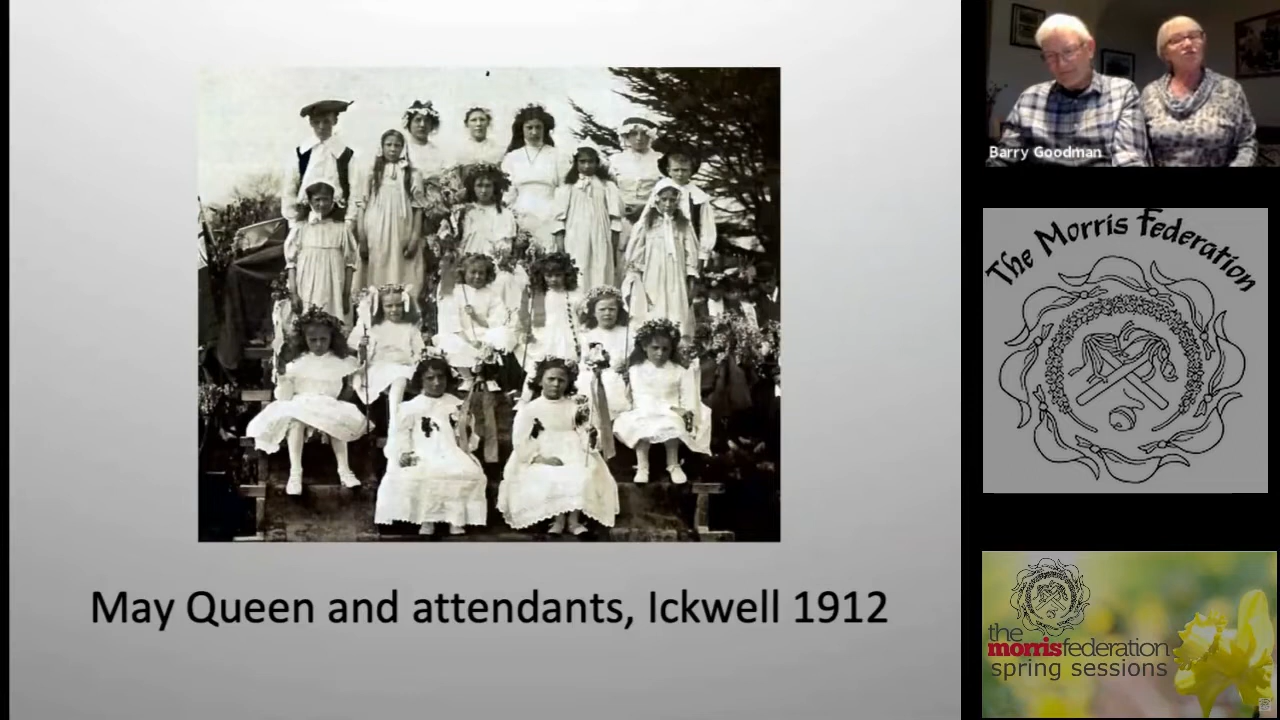 May Queen and attendants, Ickwell 1912
Barry Goodman
The Morris Federation
the
morrisfederation
spring sessions